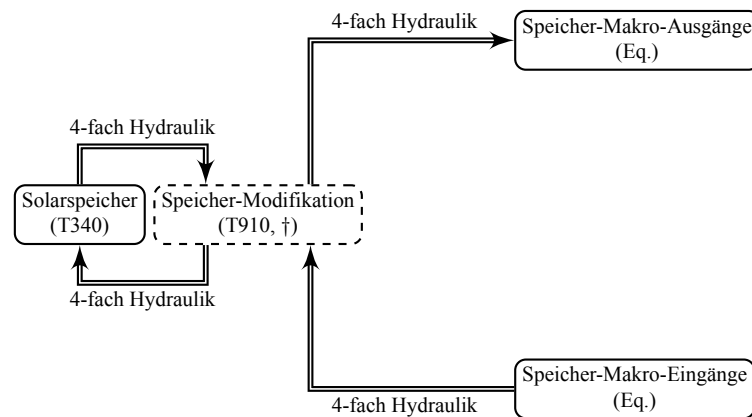 4-fach Hydraulik
Speicher-Makro-Ausgänge
(Eq.)
4-fach Hydraulik
Solarspeicher
(T340)
Speicher-Modifikation
(T910, †)
4-fach Hydraulik
Speicher-Makro-Eingänge
(Eq.)
4-fach Hydraulik